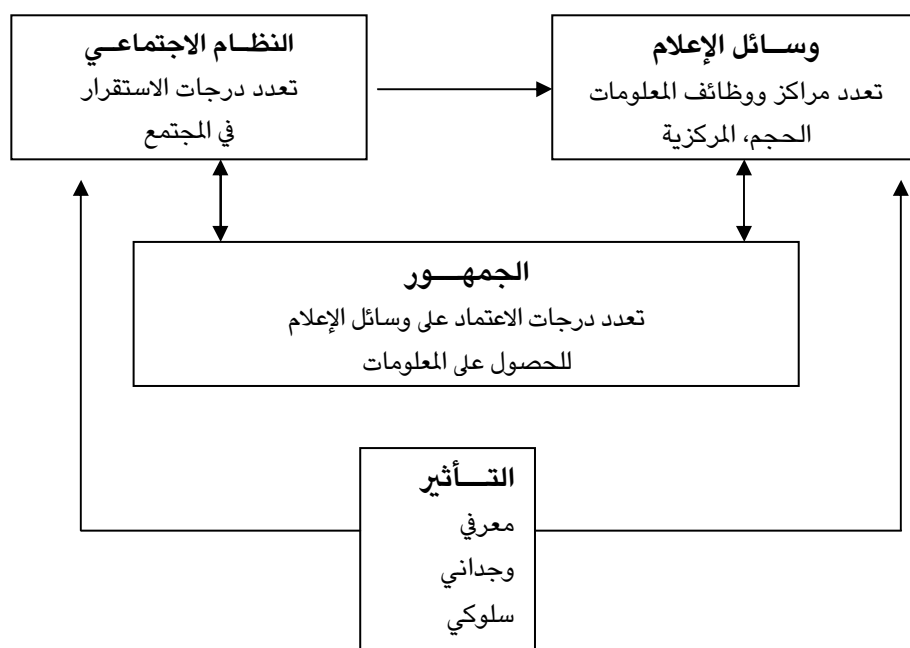 وسـائل الإعلام
تعدد مراكز ووظائف المعلومات
الحجم، المركزية
النظـام الاجتماعـي
تعدد درجات الاستقرار
في المجتمع
الجمهـــور
تعدد درجات الاعتماد على وسائل الإعلام
للحصول على المعلومات
التــأثير
معرفي
وجداني
سلوكي